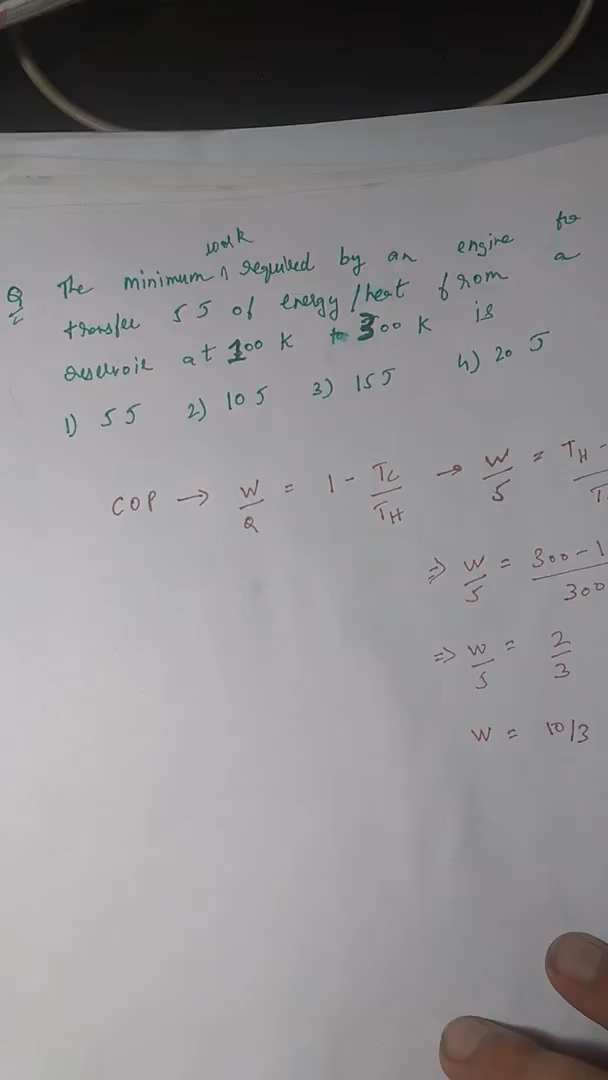 work
Q The minimum ∧ required by an engine to
transfer 5 J of energy/heat from a
reservoir at 100 K to 300 K is
1) 5 J 2) 10 J 3) 15 J 4) 20 J
COP → W/Q = 1 - TL/TH → W/5 = TH -
⇒ W/5 = 300 - 1 / 300
⇒ W/5 = 2/3
W = 10/3